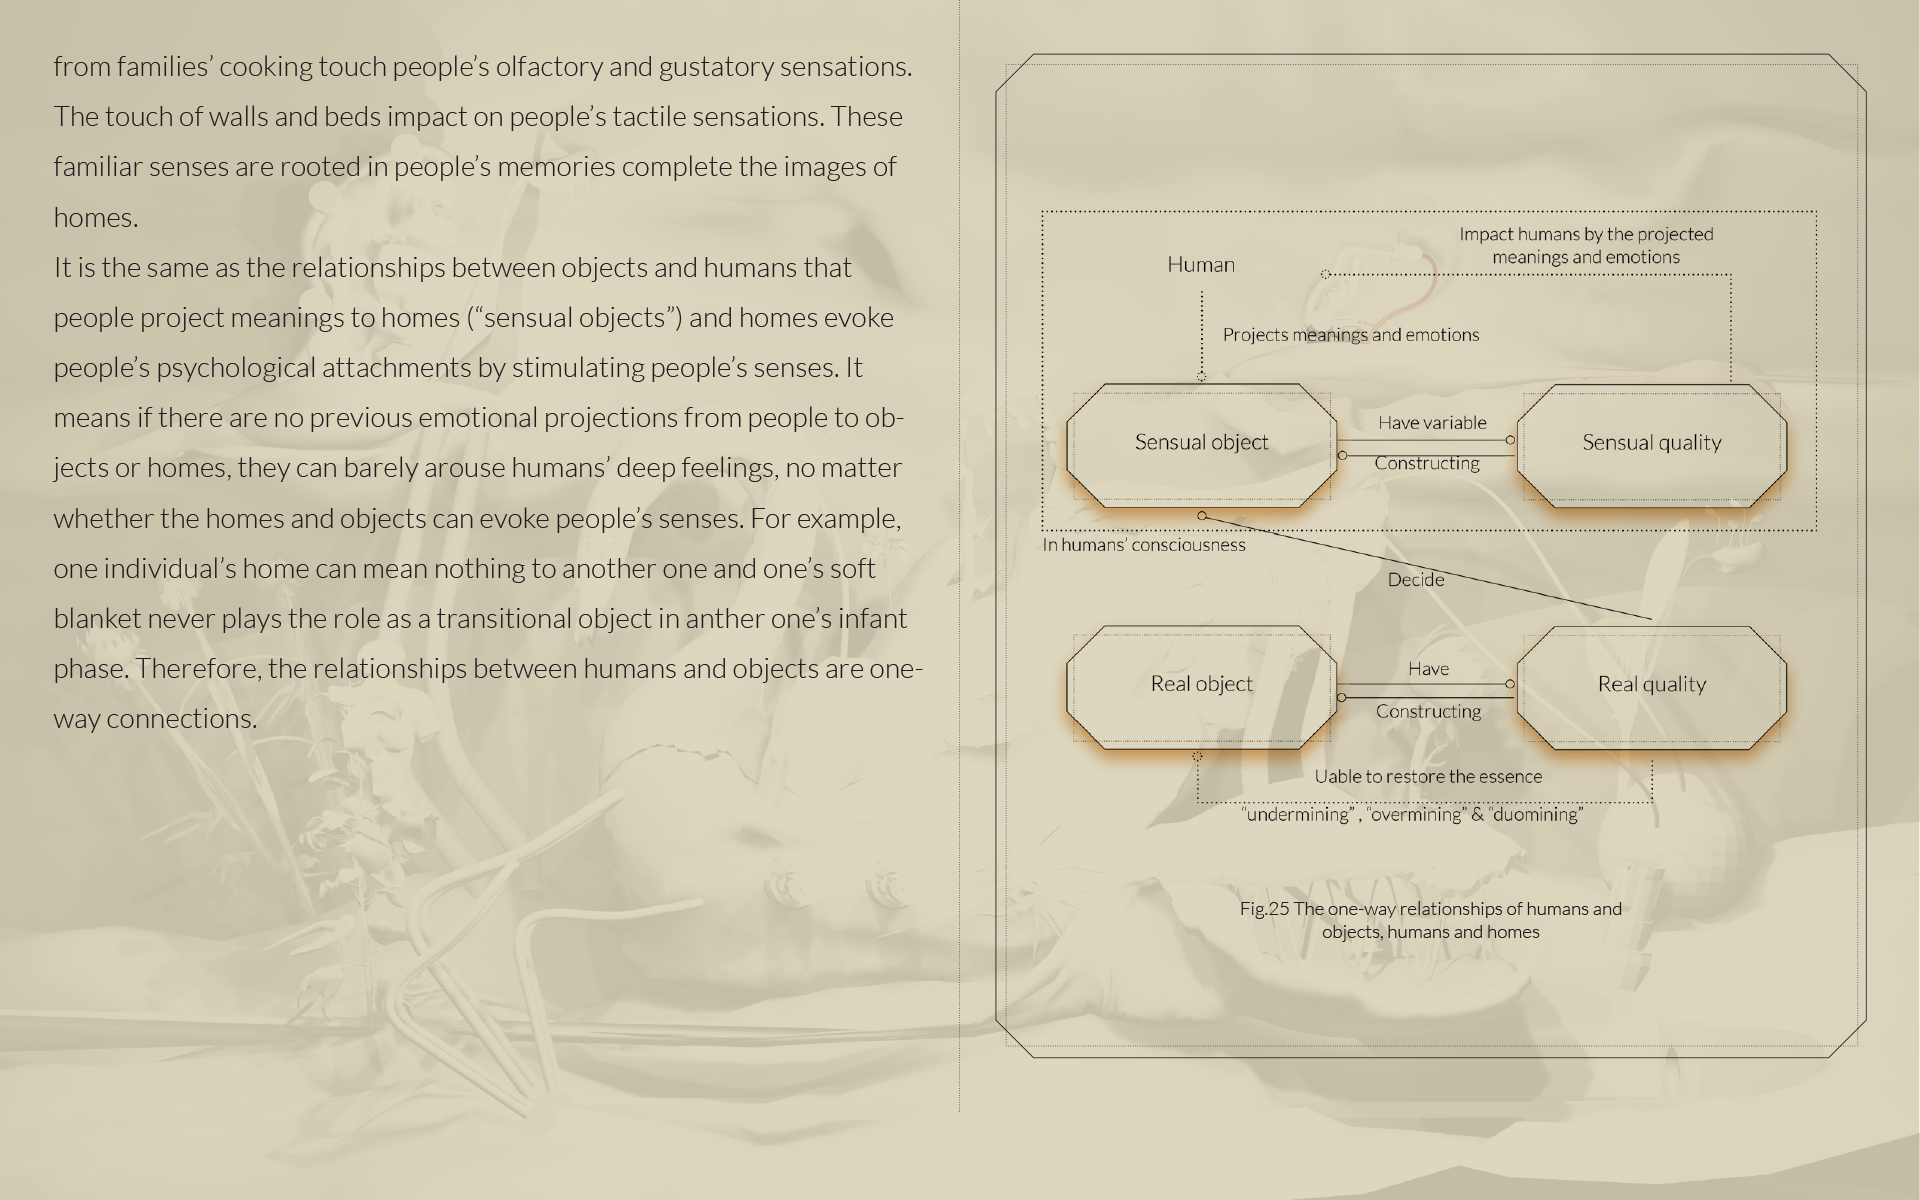 from families’ cooking touch people’s olfactory and gustatory sensations.
The touch of walls and beds impact on people’s tactile sensations. These
familiar senses are rooted in people’s memories complete the images of
homes.
It is the same as the relationships between objects and humans that
people project meanings to homes (“sensual objects”) and homes evoke
people’s psychological attachments by stimulating people’s senses. It
means if there are no previous emotional projections from people to ob-
jects or homes, they can barely arouse humans’ deep feelings, no matter
whether the homes and objects can evoke people’s senses. For example,
one individual’s home can mean nothing to another one and one’s soft
blanket never plays the role as a transitional object in anther one’s infant
phase. Therefore, the relationships between humans and objects are one-
way connections.
Impact humans by the projected
meanings and emotions
Human
Projects meanings and emotions
Sensual object
Have variable
Constructing
Sensual quality
In humans’ consciousness
Decide
Real object
Have
Constructing
Real quality
Uable to restore the essence
“undermining” , “overmining” & “duomining”
Fig.25 The one-way relationships of humans and
objects, humans and homes